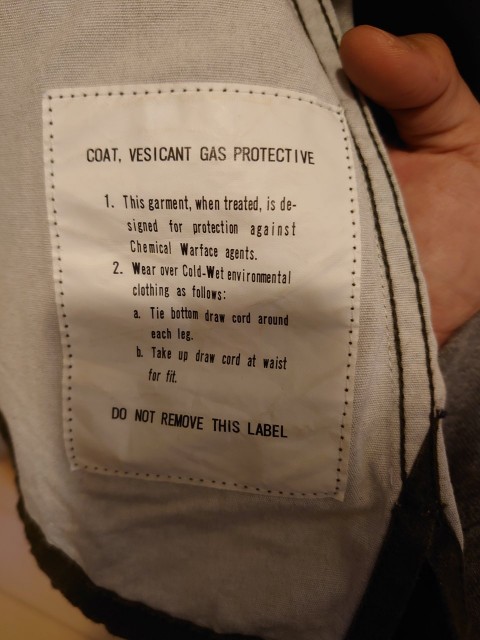 COAT, VESICANT GAS PROTECTIVE
1. This garment, when treated, is de-
signed for protection against
Chemical Warface agents.
2. Wear over Cold-Wet environmental
clothing as follows:
a. Tie bottom draw cord around
each leg.
b. Take up draw cord at waist
for fit.
DO NOT REMOVE THIS LABEL